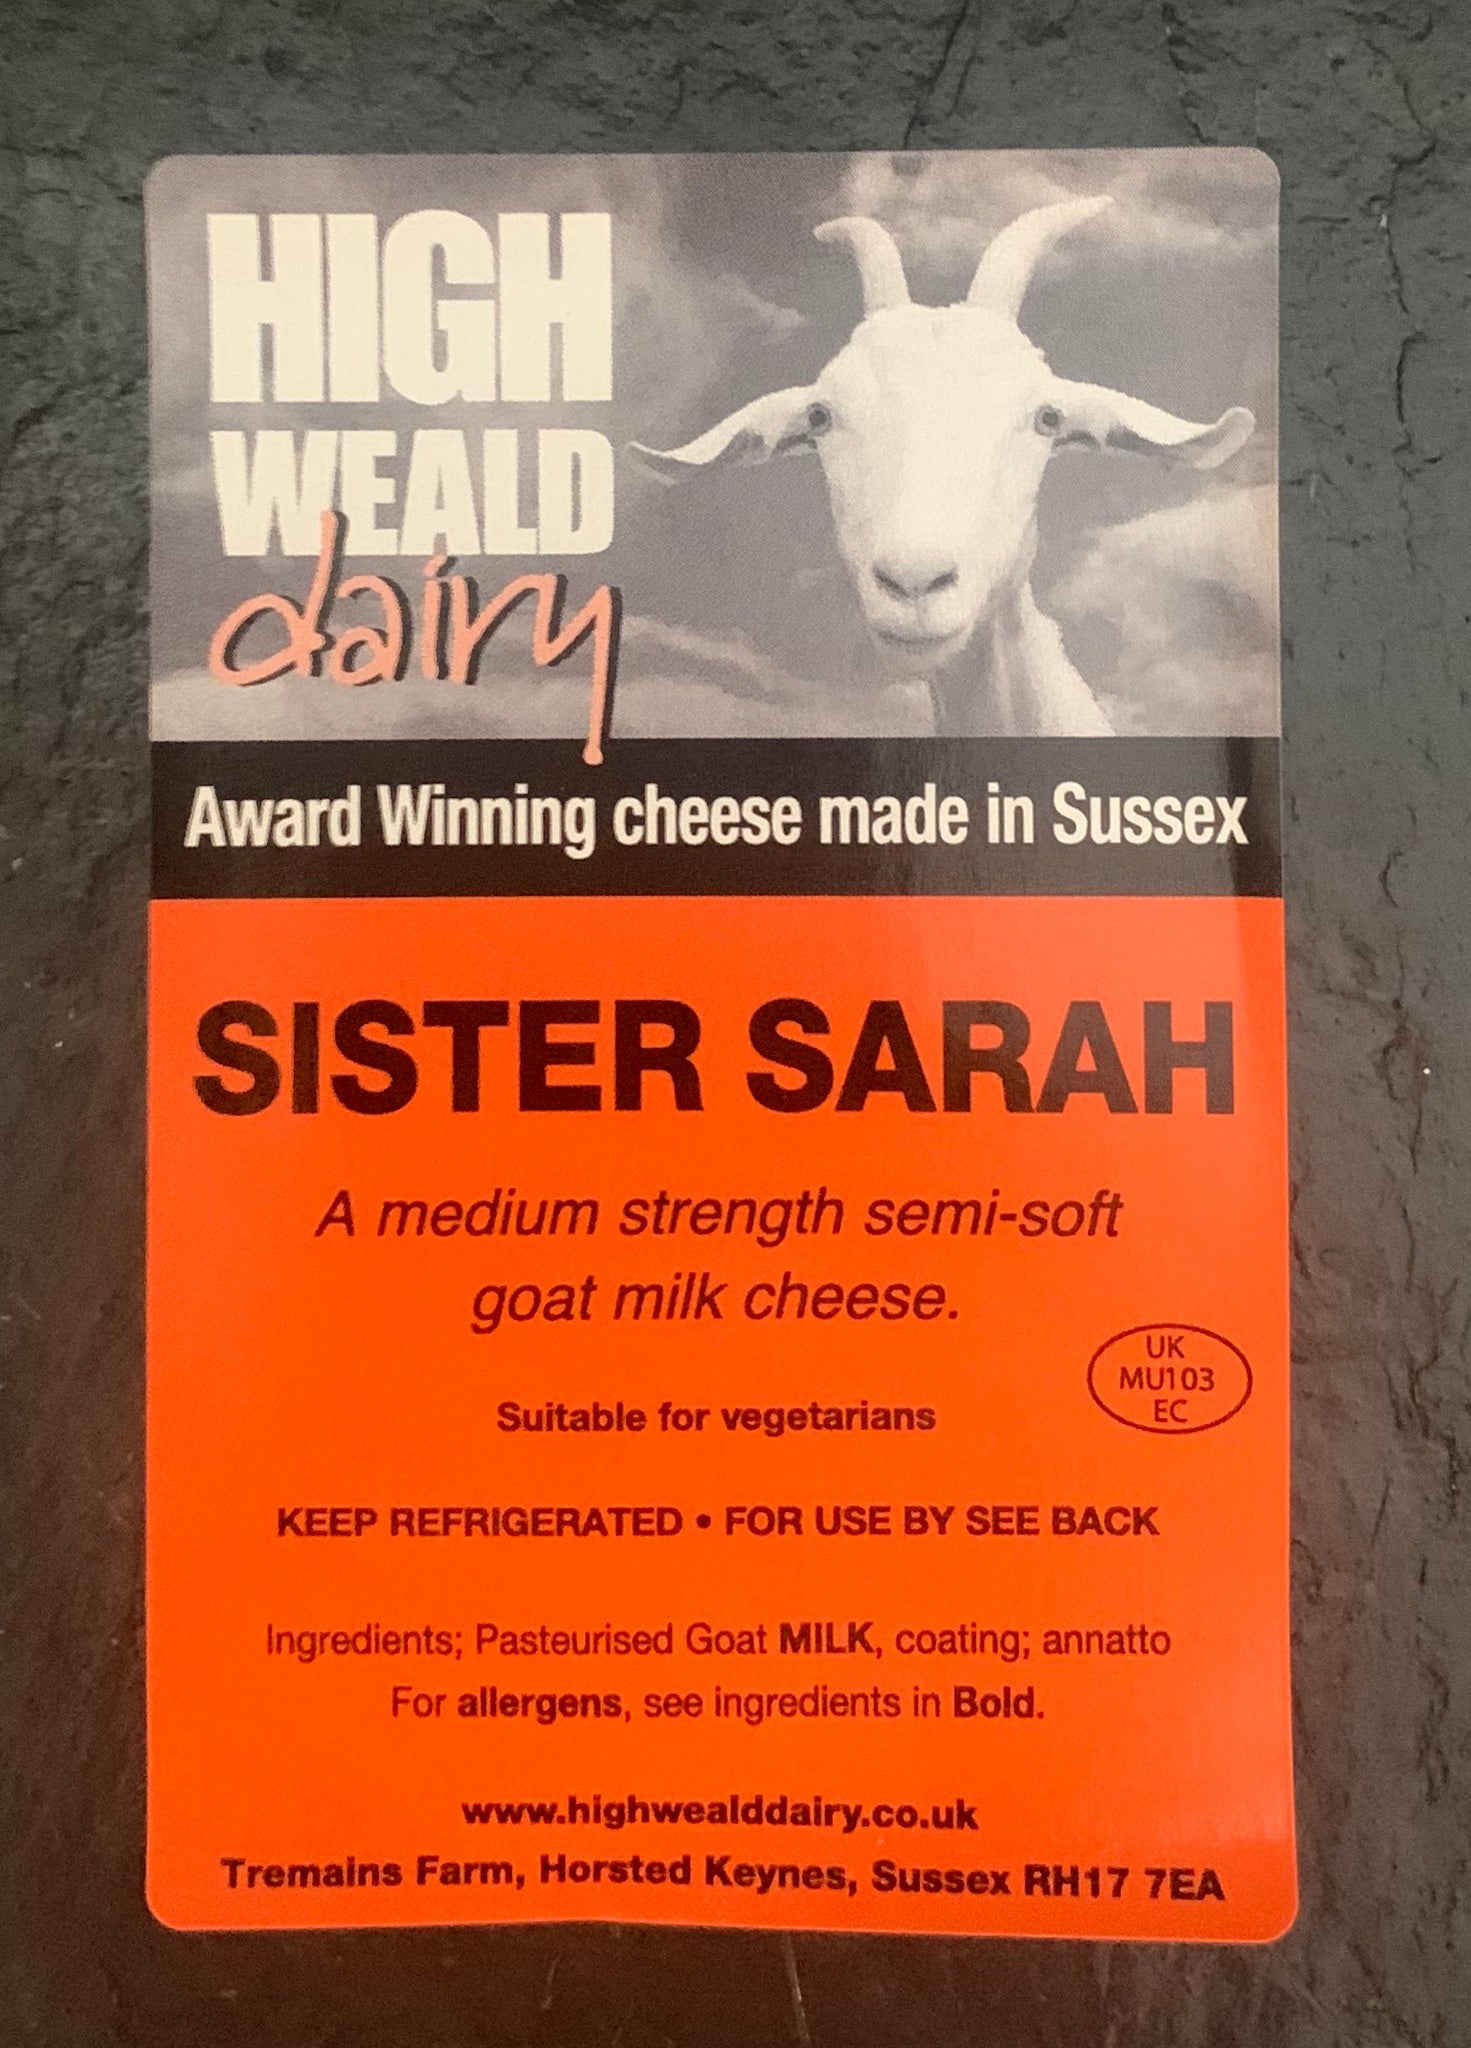 HIGH
WEALD
dairy
Award Winning cheese made in Sussex
SISTER SARAH
A medium strength semi-soft
goat milk cheese.
UK
MU103
EC
Suitable for vegetarians
KEEP REFRIGERATED • FOR USE BY SEE BACK
Ingredients; Pasteurised Goat MILK, coating; annatto
For allergens, see ingredients in Bold.
www.highwealddairy.co.uk
Tremains Farm, Horsted Keynes, Sussex RH17 7EA